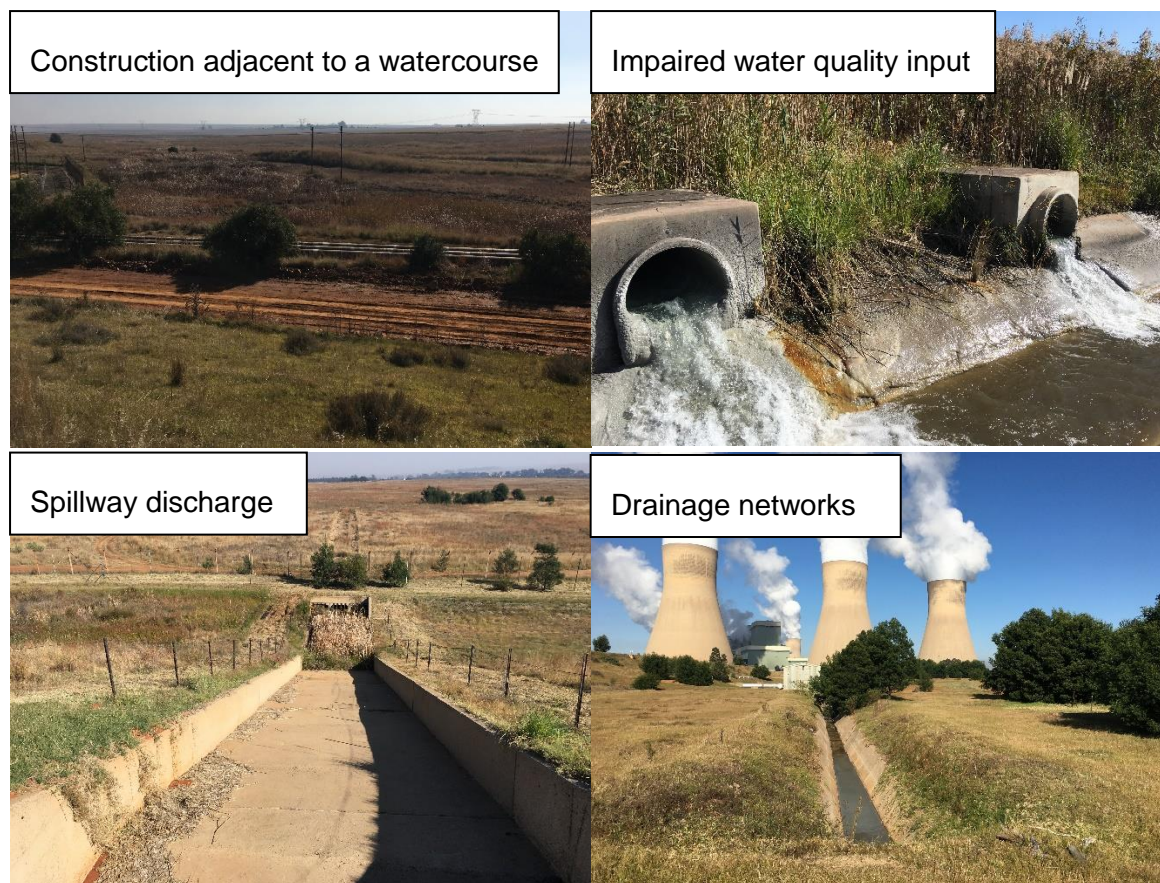 Construction adjacent to a watercourse
Impaired water quality input
Spillway discharge
Drainage networks